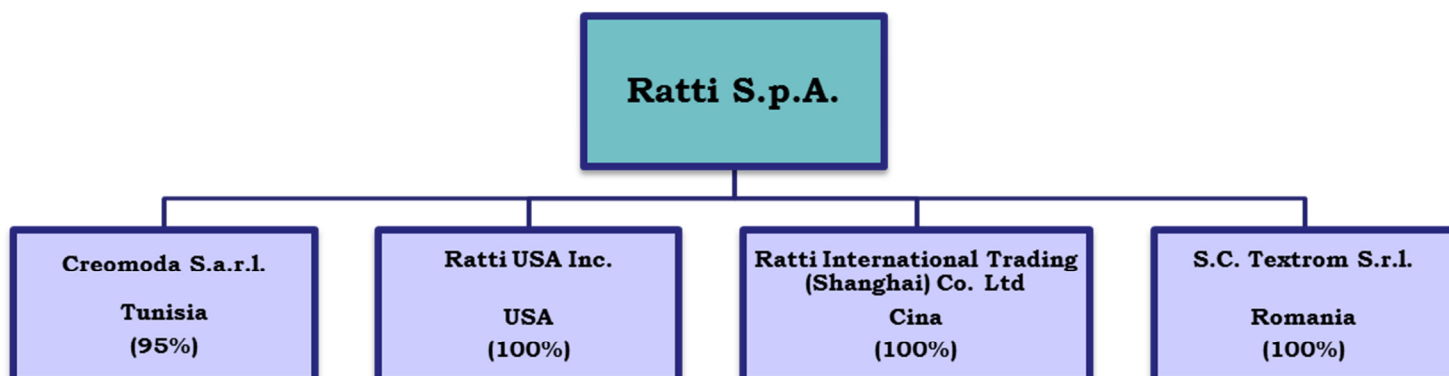 Ratti S.p.A.
Creomoda S.a.r.l.
Tunisia
(95%)
Ratti USA Inc.
USA
(100%)
Ratti International Trading
(Shanghai) Co. Ltd
Cina
(100%)
S.C. Textrom S.r.l.
Romania
(100%)